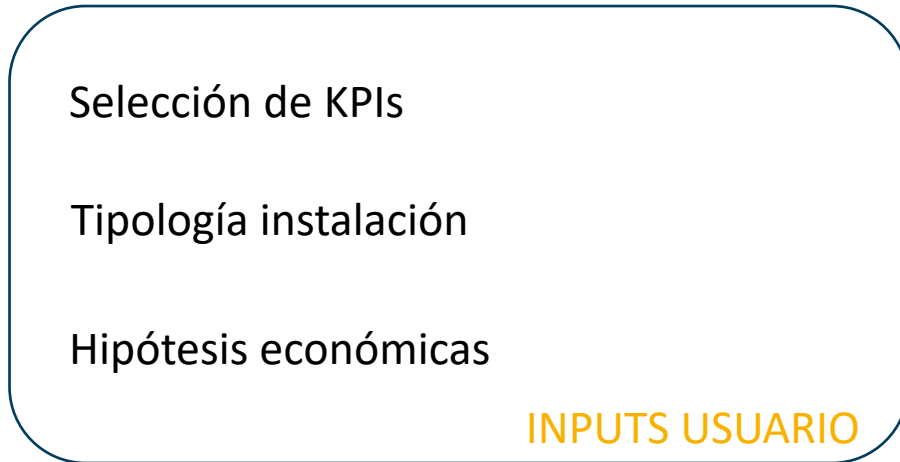 Selección de KPIs
Tipología instalación
Hipótesis económicas
INPUTS USUARIO